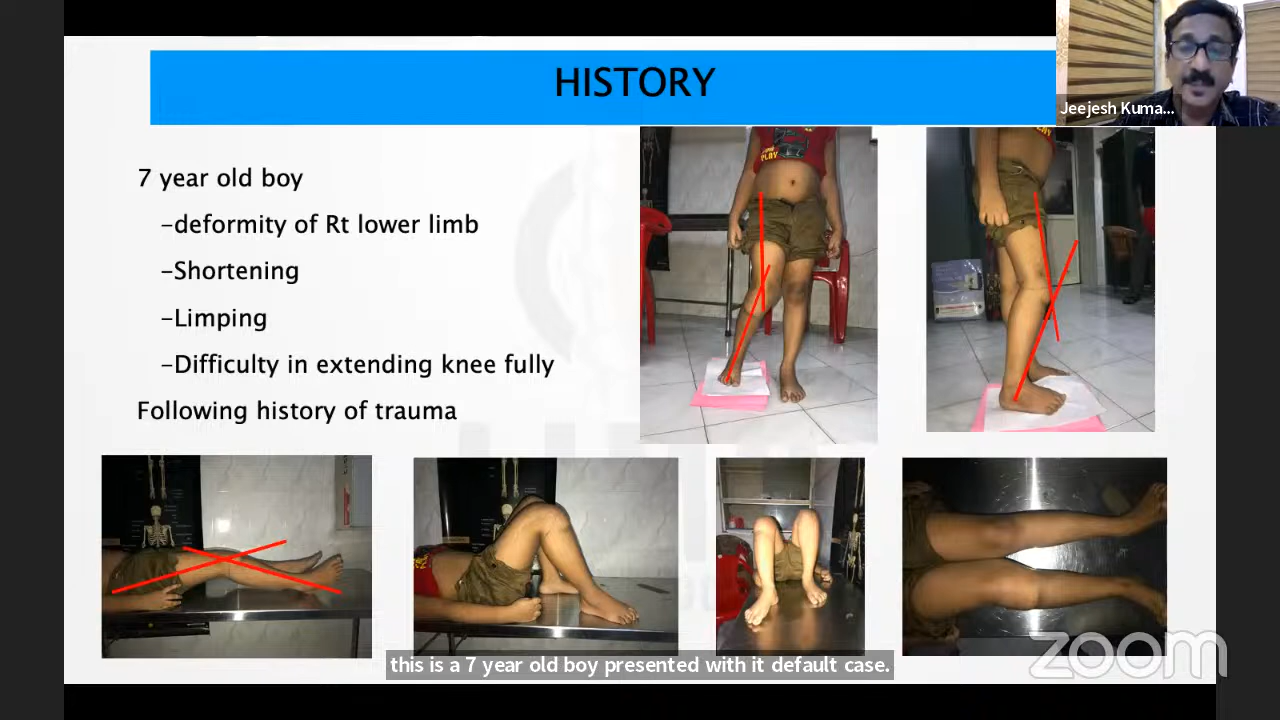 HISTORY
Jeejesh Kuma...
7 year old boy
–deformity of Rt lower limb
–Shortening
–Limping
–Difficulty in extending knee fully
Following history of trauma
PLAY
this is a 7 year old boy presented with it default case.
zoom